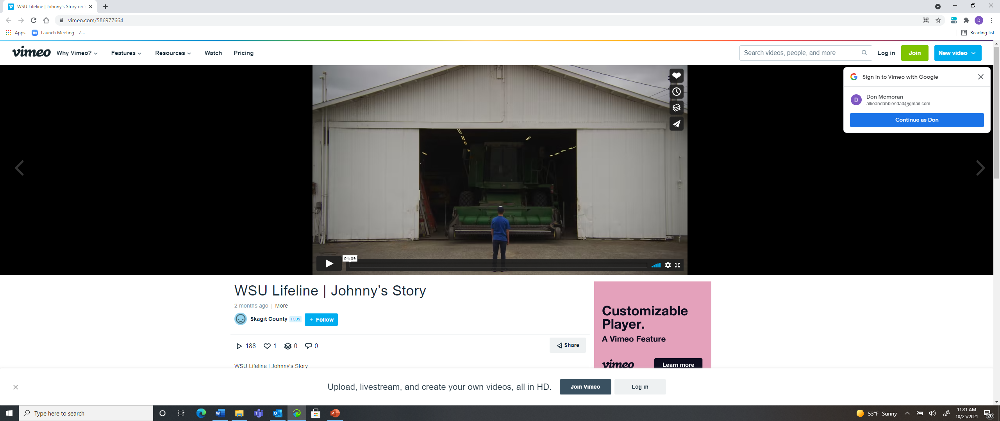 WSU Lifeline | Johnny's Story on
vimeo.com/586977664
D
Apps
Launch Meeting - Z...
Reading list
vimeo
Why Vimeo?
Features
Resources
Watch
Pricing
Search videos, people, and more
Log in
Join
New video
Sign in to Vimeo with Google
D
Don Mcmoran
allieandabbiesdad@gmail.com
Continue as Don
04:09
WSU Lifeline | Johnny’s Story
2 months ago | More
Skagit County PLUS + Follow
188 1 0 0
Share
WSU Lifeline | Johnny's Story
Customizable
Player.
A Vimeo Feature
vimeo
Learn more
Upload, livestream, and create your own videos, all in HD.
Join Vimeo
Log in
Type here to search
53°F Sunny
11:31 AM
10/25/2021
20